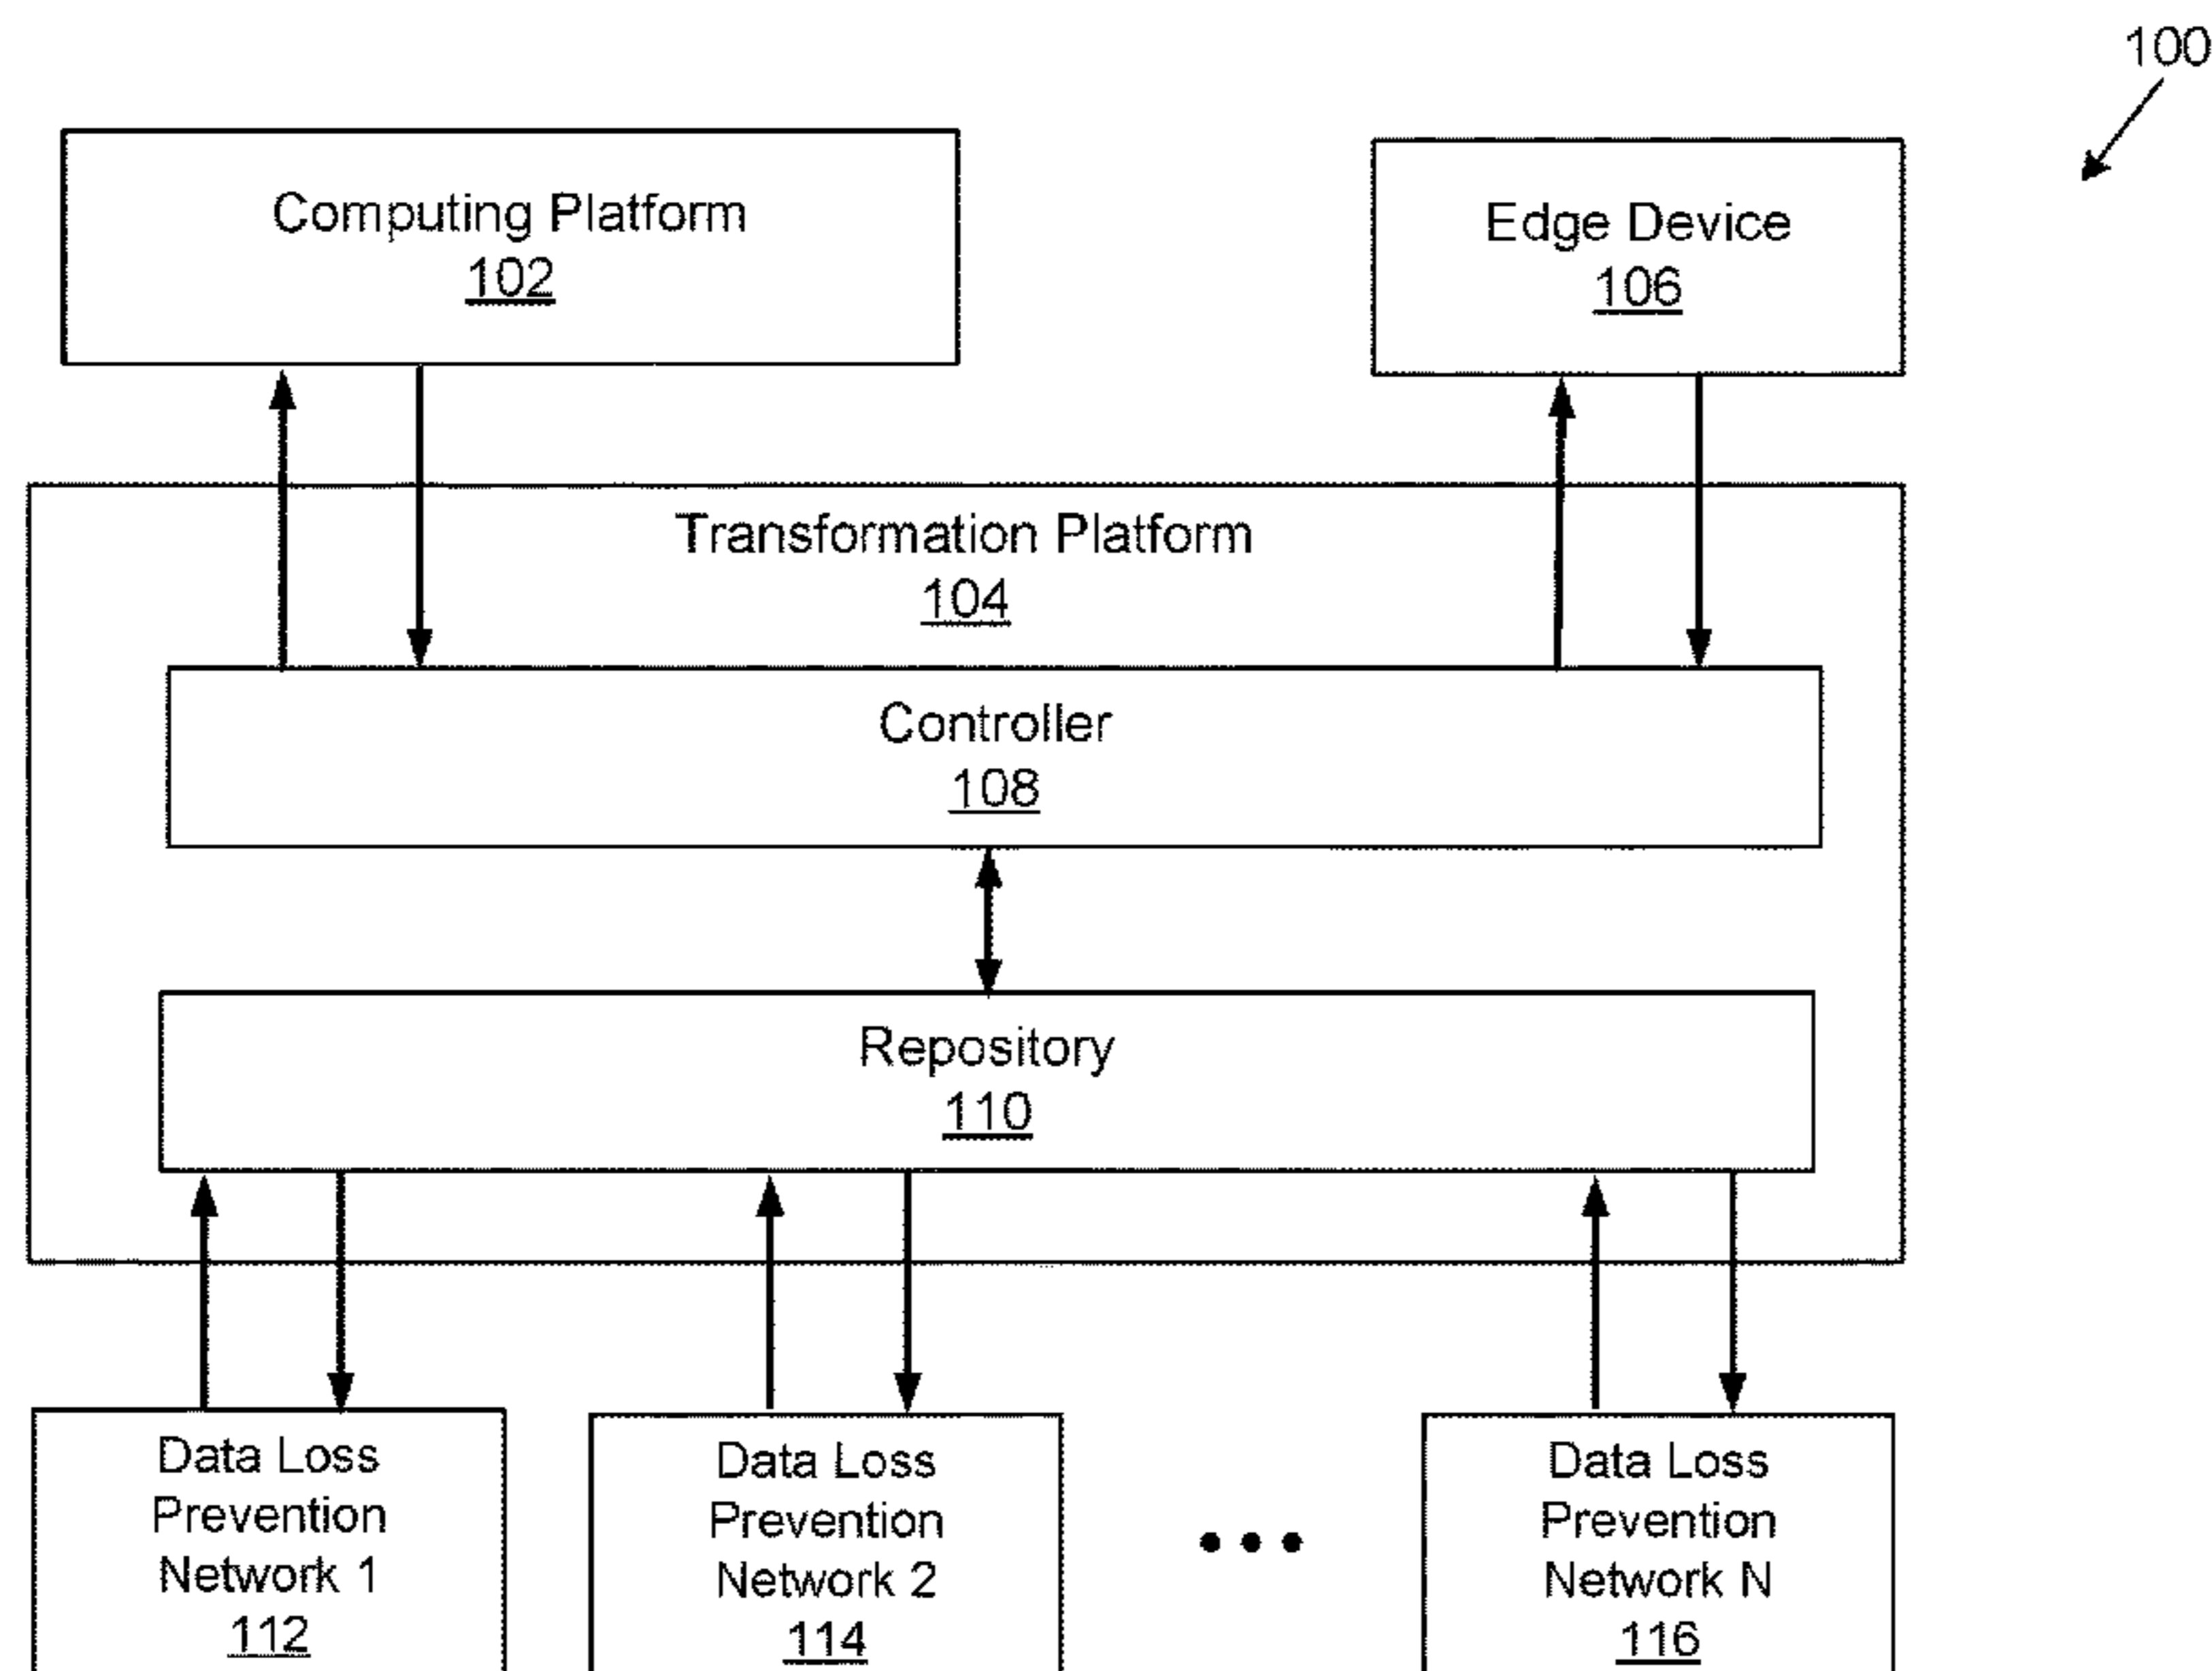 100
Computing Platform
102
Edge Device
106
Transformation Platform
104
Controller
108
Repository
110
Data Loss
Prevention
Network 1
112
Data Loss
Prevention
Network 2
114
Data Loss
Prevention
Network N
116